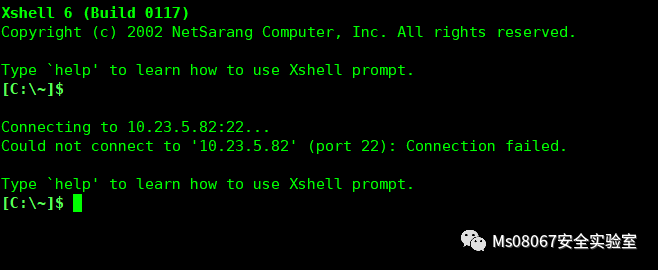 Xshell 6 (Build 0117)
Copyright (c) 2002 NetSarang Computer, Inc. All rights reserved.
Type `help' to learn how to use Xshell prompt.
[C:\~]$
Connecting to 10.23.5.82:22...
Could not connect to '10.23.5.82' (port 22): Connection failed.
Type `help' to learn how to use Xshell prompt.
[C:\~]$
Ms08067安全实验室